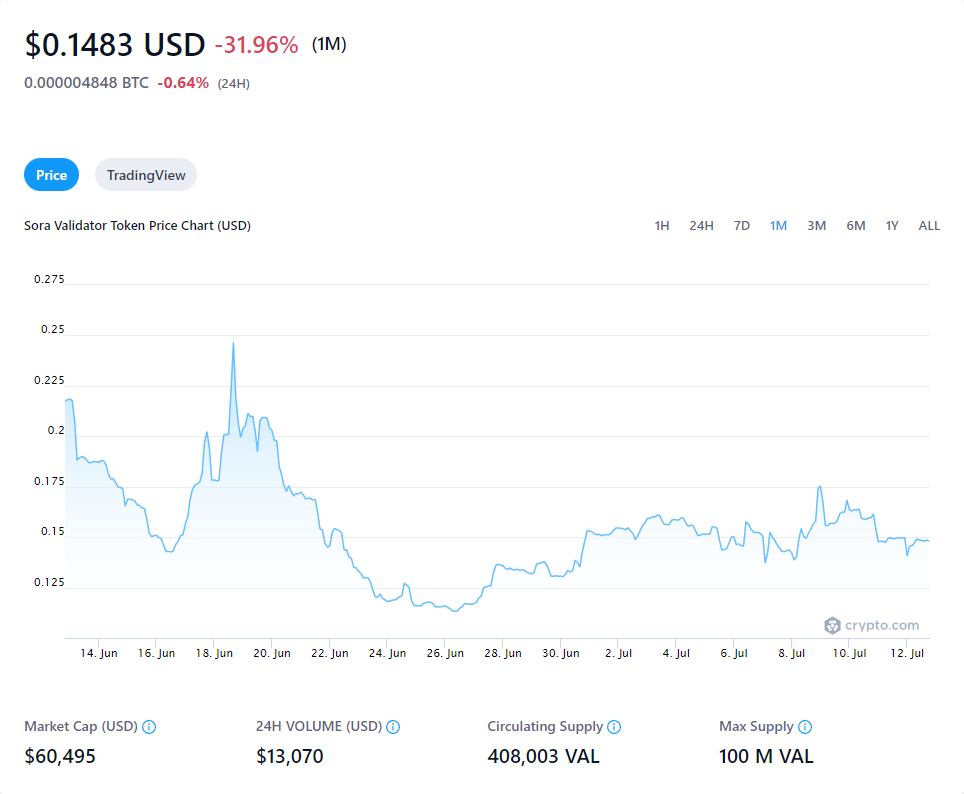 $0.1483 USD -31.96% (1M)
0.000004848 BTC -0.64% (24H)
Price TradingView
Sora Validator Token Price Chart (USD) 1H 24H 7D 1M 3M 6M 1Y ALL
0.275
0.25
0.225
0.2
0.175
0.15
0.125
crypto.com
14. Jun 16. Jun 18. Jun 20. Jun 22. Jun 24. Jun 26. Jun 28. Jun 30. Jun 2. Jul 4. Jul 6. Jul 8. Jul 10. Jul 12. Jul
Market Cap (USD) 24H VOLUME (USD) Circulating Supply Max Supply
$60,495 $13,070 408,003 VAL 100 M VAL